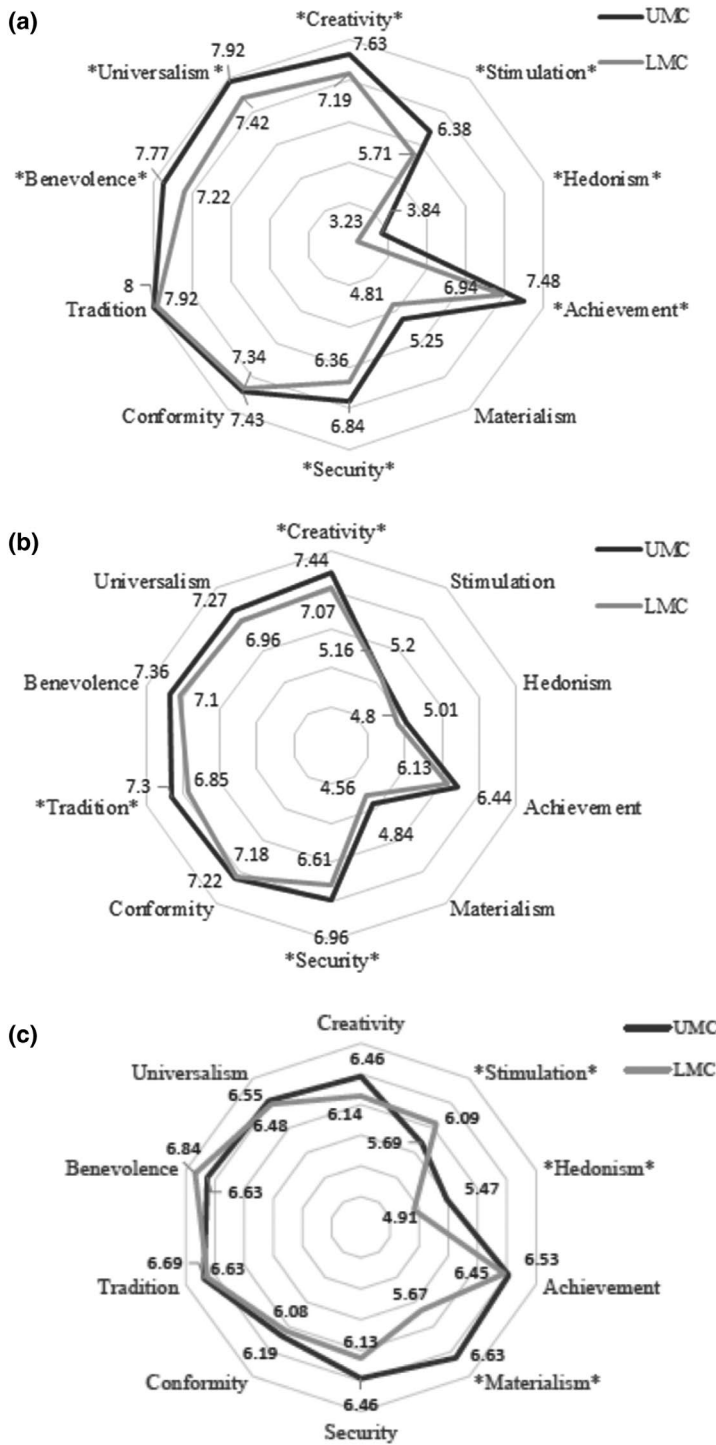 (a)
UMC
LMC
*Creativity*
7.63
7.92
*Universalism*
*Stimulation*
7.19
7.42
6.38
7.77
5.71
*Benevolence*
*Hedonism*
7.22
3.84
3.23
8
7.92
4.81
6.94
7.48
Tradition
*Achievement*
7.34
6.36
5.25
Conformity
7.43
Materialism
6.84
*Security*
(b)
UMC
LMC
*Creativity*
7.44
Universalism
Stimulation
7.27
7.07
6.96
5.16
5.2
7.36
Benevolence
Hedonism
7.1
4.8
5.01
7.3
6.85
6.13
6.44
*Tradition*
4.56
Achievement
7.18
6.61
4.84
7.22
Conformity
Materialism
6.96
*Security*
(c)
UMC
LMC
Creativity
6.46
Universalism
*Stimulation*
6.55
6.14
6.09
6.48
5.69
6.84
Benevolence
*Hedonism*
6.63
5.47
4.91
6.69
6.63
6.45
6.53
Tradition
Achievement
6.08
5.67
6.19
6.13
6.63
Conformity
*Materialism*
6.46
Security